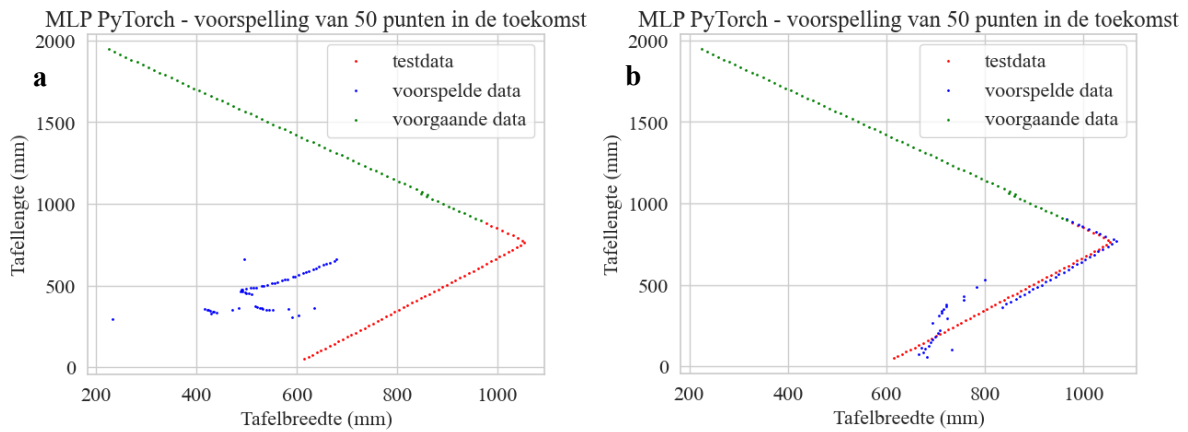 MLP PyTorch - voorspelling van 50 punten in de toekomst
a
testdata
voorspelde data
voorgaande data
2000
1500
1000
500
0
200
400
600
800
1000
Tafellengte (mm)
Tafelbreedte (mm)
MLP PyTorch - voorspelling van 50 punten in de toekomst
b
testdata
voorspelde data
voorgaande data
2000
1500
1000
500
0
200
400
600
800
1000
Tafellengte (mm)
Tafelbreedte (mm)